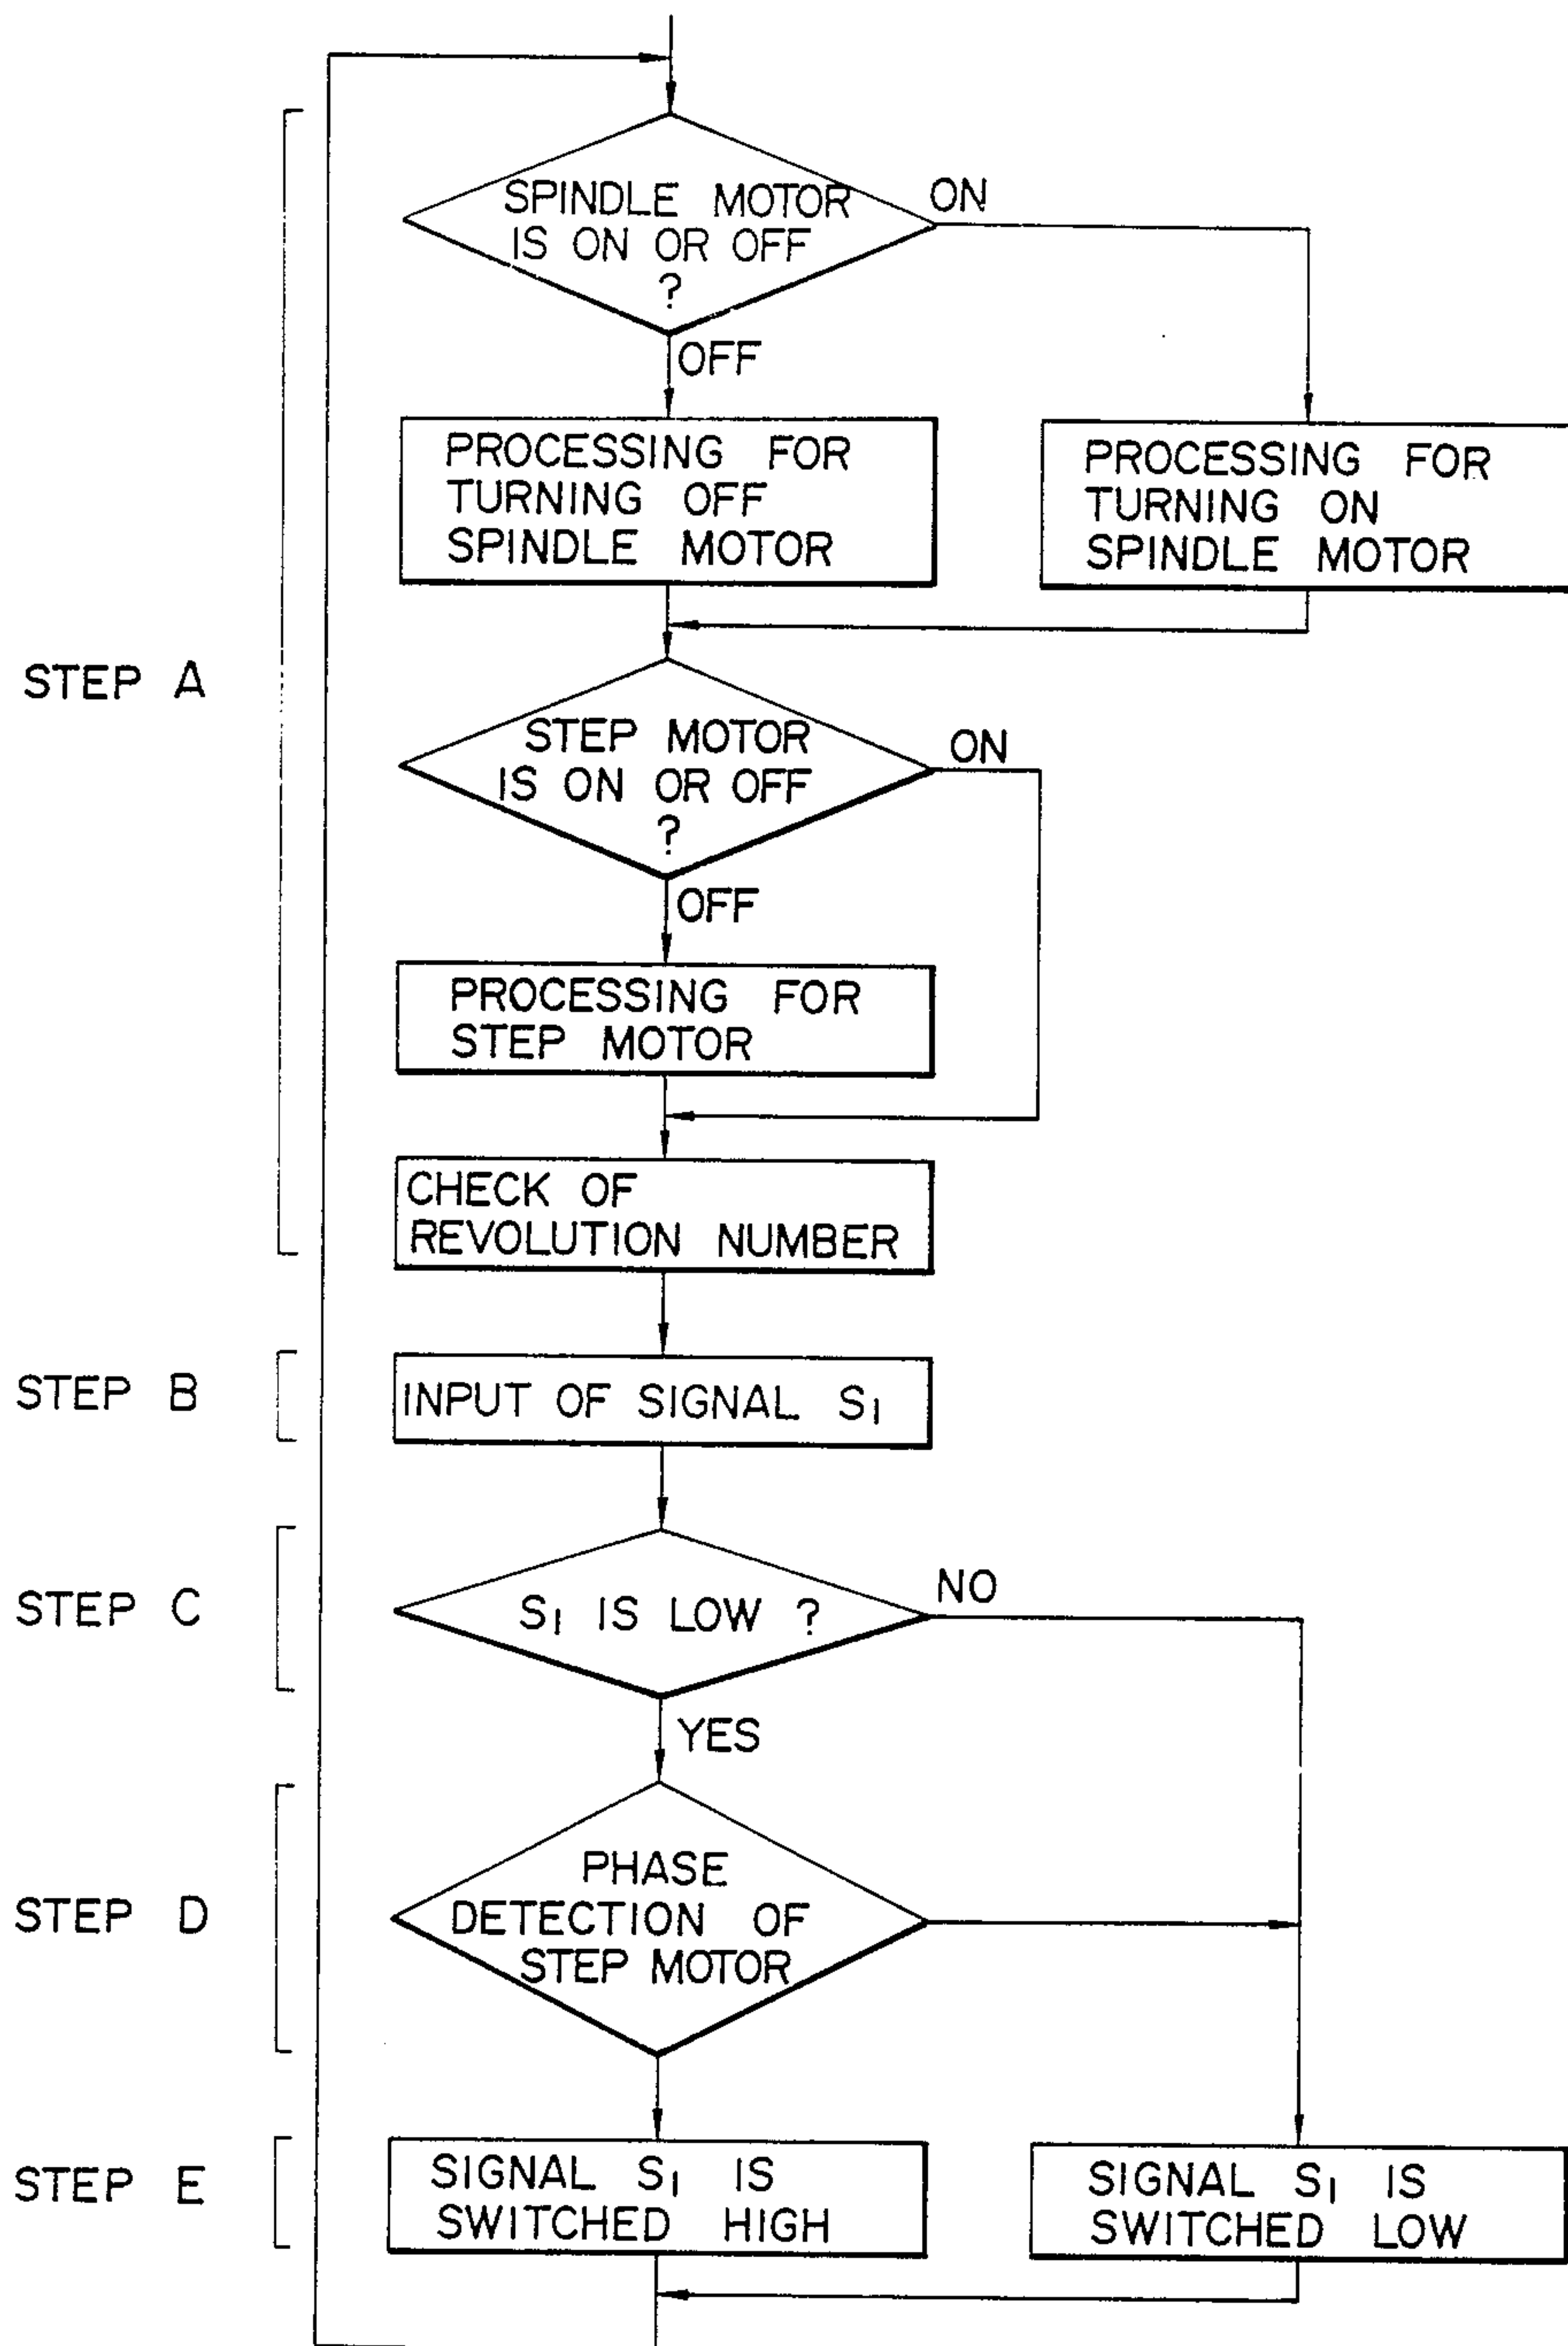 SPINDLE MOTOR
IS ON OR OFF
?
ON
OFF
PROCESSING FOR
TURNING OFF
SPINDLE MOTOR
PROCESSING FOR
TURNING ON
SPINDLE MOTOR
STEP A
STEP MOTOR
IS ON OR OFF
?
ON
OFF
PROCESSING FOR
STEP MOTOR
CHECK OF
REVOLUTION NUMBER
STEP B
INPUT OF SIGNAL S1
STEP C
S1 IS LOW ?
NO
YES
STEP D
PHASE
DETECTION OF
STEP MOTOR
STEP E
SIGNAL S1 IS
SWITCHED HIGH
SIGNAL S1 IS
SWITCHED LOW